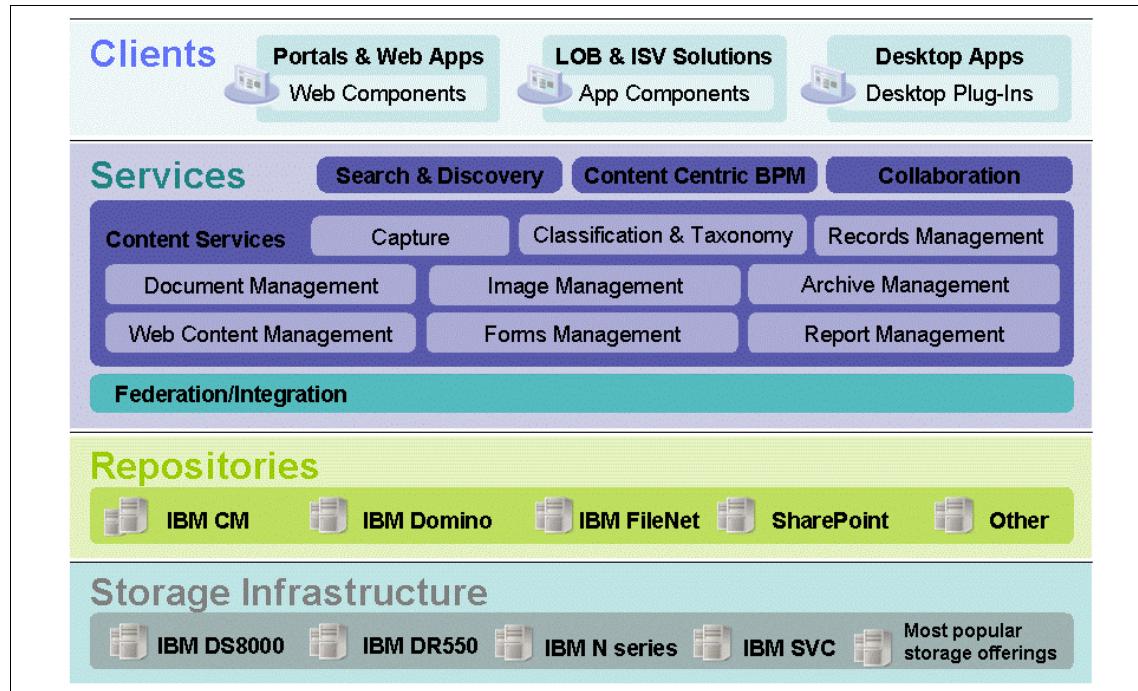 Clients
Portals & Web Apps
Web Components
LOB & ISV Solutions
App Components
Desktop Apps
Desktop Plug-Ins
Services
Search & Discovery
Content Centric BPM
Collaboration
Content Services
Capture
Classification & Taxonomy
Records Management
Document Management
Image Management
Archive Management
Web Content Management
Forms Management
Report Management
Federation/Integration
Repositories
IBM CM
IBM Domino
IBM FileNet
SharePoint
Other
Storage Infrastructure
IBM DS8000
IBM DR550
IBM N series
IBM SVC
Most popular
storage offerings